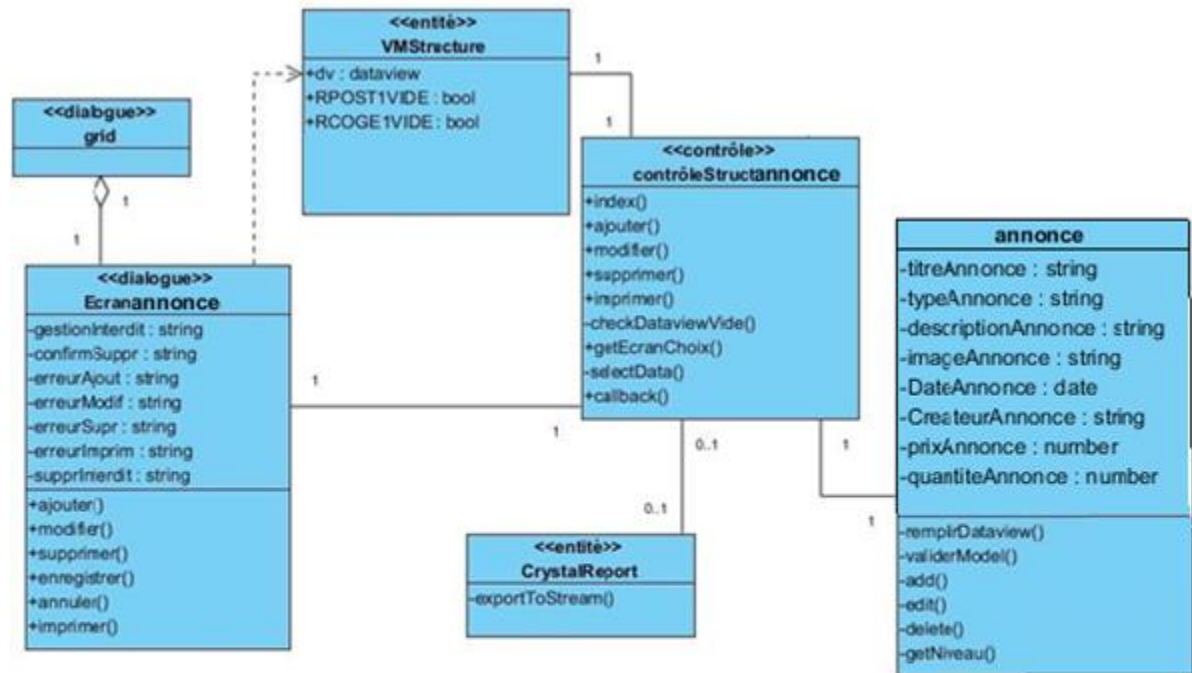 <<entité>>
VMStructure
+dv : dataview
+RPOST1VIDE : bool
+RCOGE1VIDE : bool
1
1
<<dialogue>>
grid
1
1
<<contrôle>>
contrôleStructannonce
+index()
+ajouter()
+modifier()
+supprimer()
+imprimer()
-checkDataviewVide()
+getEcranChoix()
-selectData()
+callback()
<<dialogue>>
Ecranannonce
-gestionInterdit : string
-confirmSuppr : string
-erreurAjout : string
-erreurModif : string
-erreurSupr : string
-erreurImprim : string
-supprInterdit : string
+ajouter()
+modifier()
+supprimer()
+enregistrer()
+annuler()
+imprimer()
1
1
0..1
0..1
<<entité>>
CrystalReport
-exportToStream()
1
1
annonce
-titreAnnonce : string
-typeAnnonce : string
-descriptionAnnonce : string
-imageAnnonce : string
-DateAnnonce : date
-CreateurAnnonce : string
-prixAnnonce : number
-quantiteAnnonce : number
-remplirDataview()
-validerModel()
-add()
-edit()
-delete()
-getNiveau()